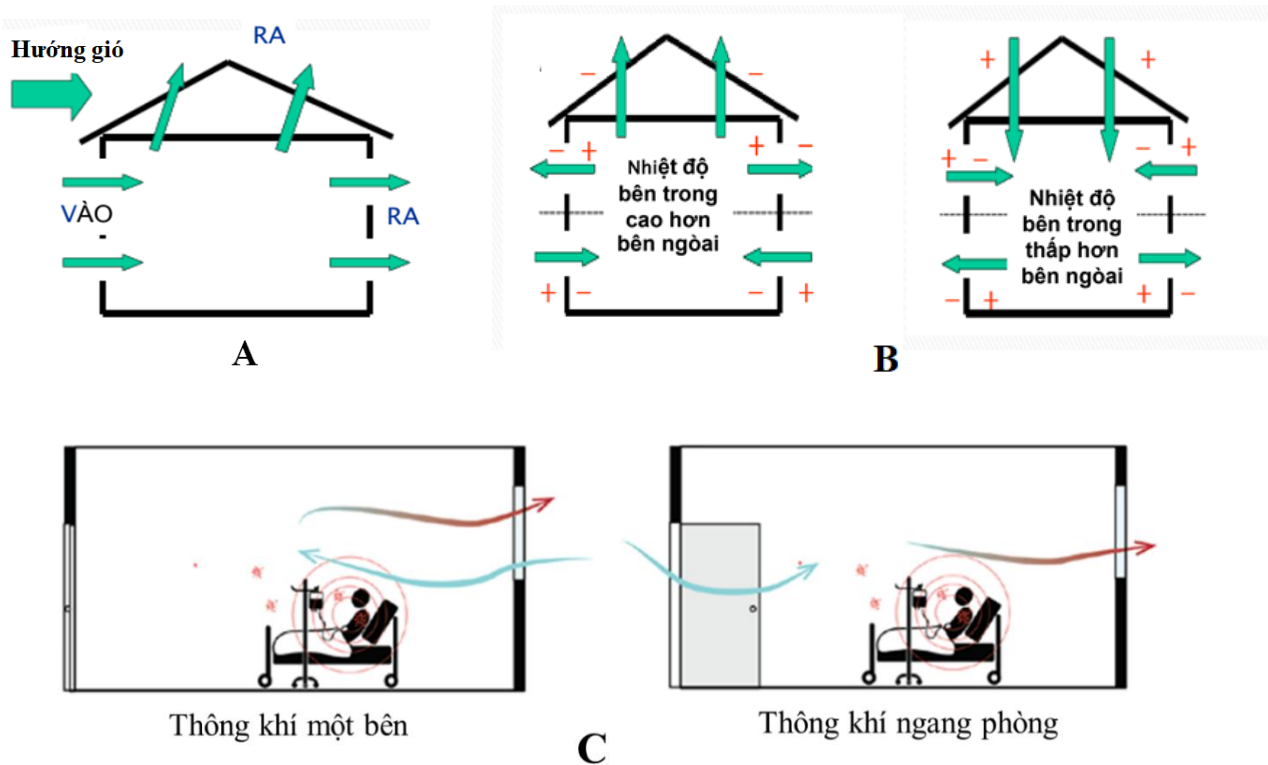 RA
Hướng gió
VÀO
RA
A
− −
− + + −
Nhiệt độ
bên trong
cao hơn
bên ngòai
+ − − +
+ +
+ − − +
Nhiệt độ
bên trong
thấp hơn
bên ngòai
− + + −
B
Thông khí một bên
Thông khí ngang phòng
C